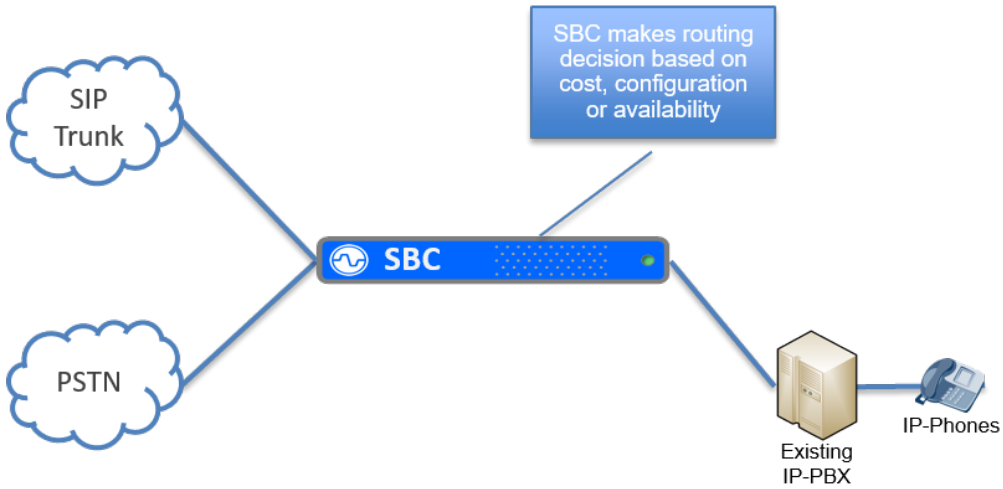 SBC makes routing
decision based on
cost, configuration
or availability
SIP
Trunk
SBC
PSTN
IP-Phones
Existing
IP-PBX